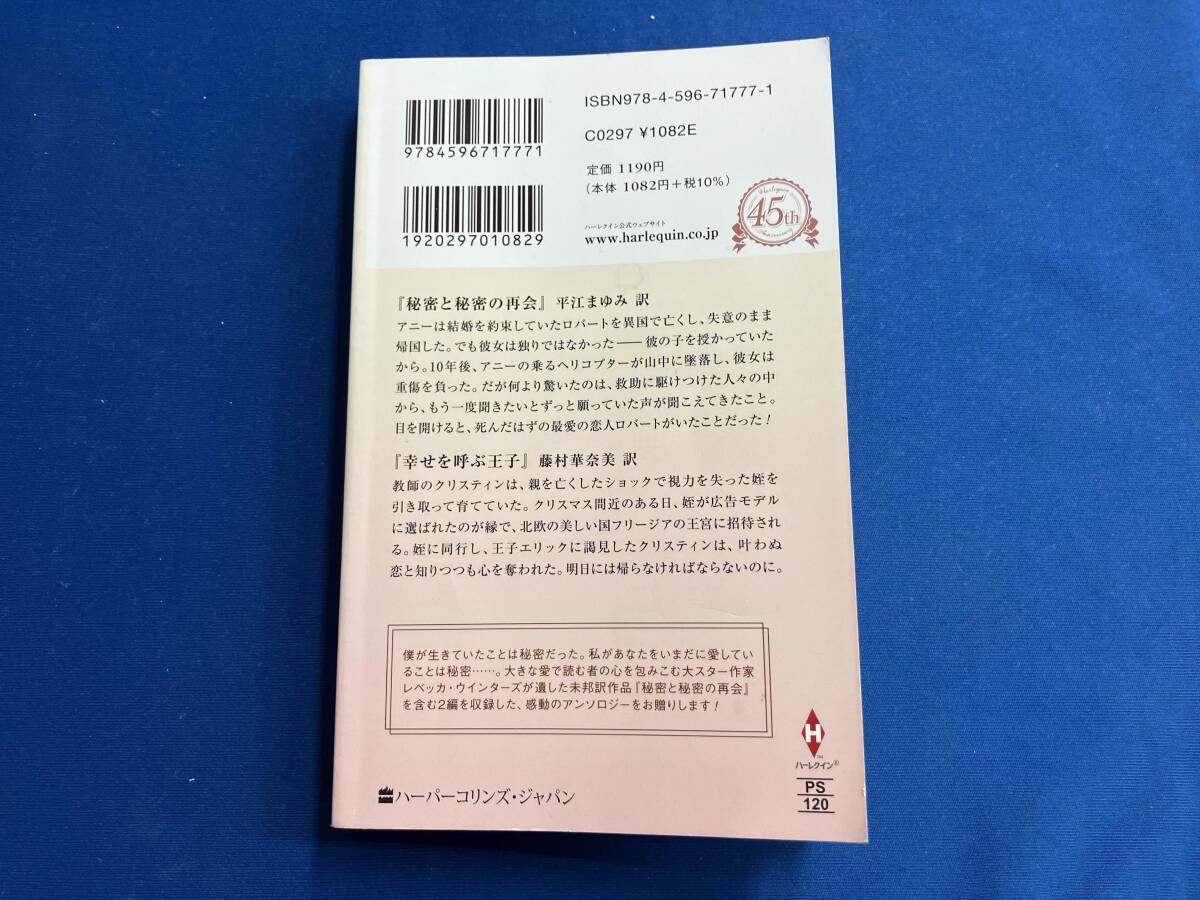 ISBN978-4-596-71777-1
C0297 ¥1082E
9784596717771
定価 1190円
(本体 1082円+税10%)
1920297010829
ハーレクイン公式ウェブサイト
www.harlequin.co.jp
Harlequin
45th
Anniversary
『秘密と秘密の再会』 平江まゆみ 訳
アニーは結婚を約束していたロバートを異国で亡くし、失意のまま
帰国した。でも彼女は独りではなかった――彼の子を授かっていた
から。10年後、アニーの乗るヘリコプターが山中に墜落し、彼女は
重傷を負った。だが何より驚いたのは、救助に駆けつけた人々の中
から、もう一度聞きたいとずっと願っていた声が聞こえてきたこと。
目を開けると、死んだはずの最愛の恋人ロバートがいたことだった!
『幸せを呼ぶ王子』 藤村華奈美 訳
教師のクリスティンは、親を亡くしたショックで視力を失った姪を
引き取って育てていた。クリスマス間近のある日、姪が広告モデル
に選ばれたのが縁で、北欧の美しい国フリージアの王宮に招待され
る。姪に同行し、王子エリックに謁見したクリスティンは、叶わぬ
恋と知りつつも心を奪われた。明日には帰らなければならないのに。
僕が生きていたことは秘密だった。私があなたをいまだに愛してい
ることは秘密……。大きな愛で読む者の心を包みこむ大スター作家
レベッカ・ウインターズが遺した未邦訳作品『秘密と秘密の再会』
を含む2編を収録した、感動のアンソロジーをお贈りします!
H
TM
ハーレクイン®
PS
120
ハーパーコリンズ・ジャパン